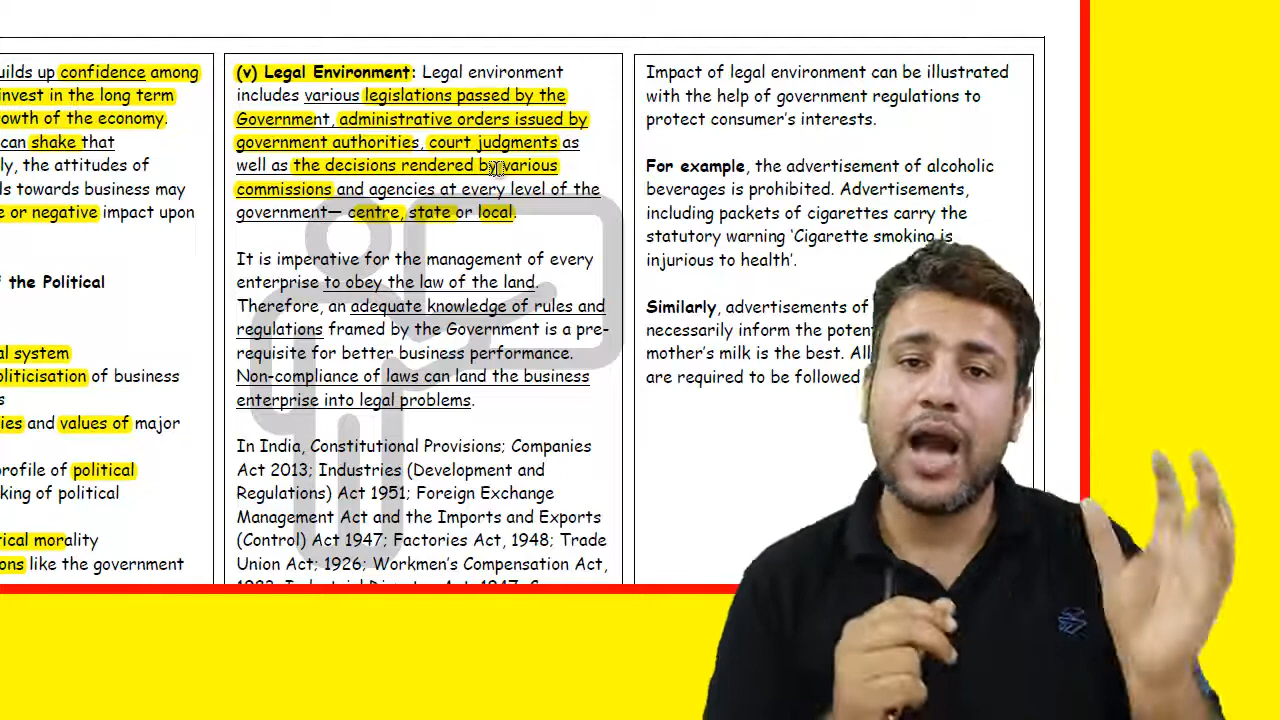 uilds up confidence among
invest in the long term
owth of the economy.
can shake that
ly, the attitudes of
s towards business may
e or negative impact upon
f the Political
al system
oliticisation of business
s
ies and values of major
profile of political
king of political
tical morality
ons like the government
(v) Legal Environment: Legal environment
includes various legislations passed by the
Government, administrative orders issued by
government authorities, court judgments as
well as the decisions rendered by various
commissions and agencies at every level of the
government— centre, state or local.
It is imperative for the management of every
enterprise to obey the law of the land.
Therefore, an adequate knowledge of rules and
regulations framed by the Government is a pre-
requisite for better business performance.
Non-compliance of laws can land the business
enterprise into legal problems.
In India, Constitutional Provisions; Companies
Act 2013; Industries (Development and
Regulations) Act 1951; Foreign Exchange
Management Act and the Imports and Exports
(Control) Act 1947; Factories Act, 1948; Trade
Union Act; 1926; Workmen's Compensation Act,
Impact of legal environment can be illustrated
with the help of government regulations to
protect consumer's interests.
For example, the advertisement of alcoholic
beverages is prohibited. Advertisements,
including packets of cigarettes carry the
statutory warning 'Cigarette smoking is
injurious to health'.
Similarly, advertisements of
necessarily inform the poten
mother's milk is the best. All
are required to be followed